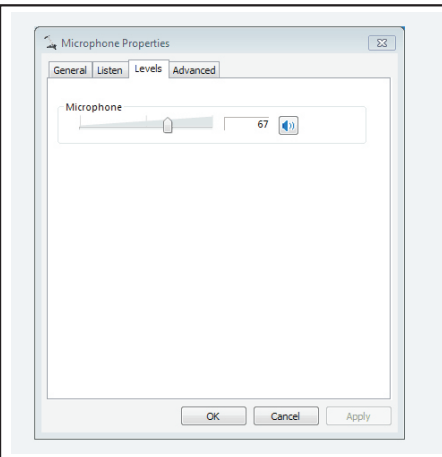 Microphone Properties
General Listen Levels Advanced
Microphone
67
OK Cancel Apply